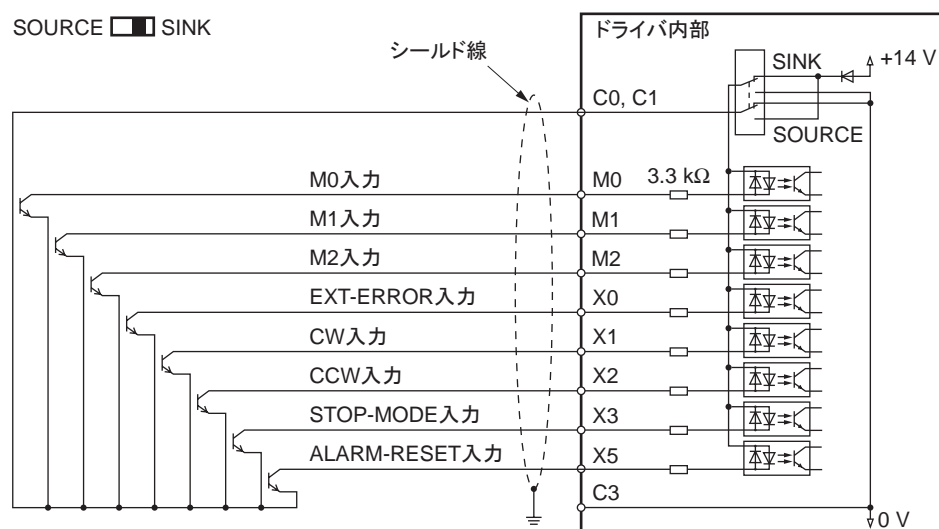 SOURCE SINK
シールド線
ドライバ内部
SINK
+14 V
C0, C1
SOURCE
M0入力
M0
3.3 kΩ
M1入力
M1
M2入力
M2
EXT-ERROR入力
X0
CW入力
X1
CCW入力
X2
STOP-MODE入力
X3
ALARM-RESET入力
X5
C3
0 V